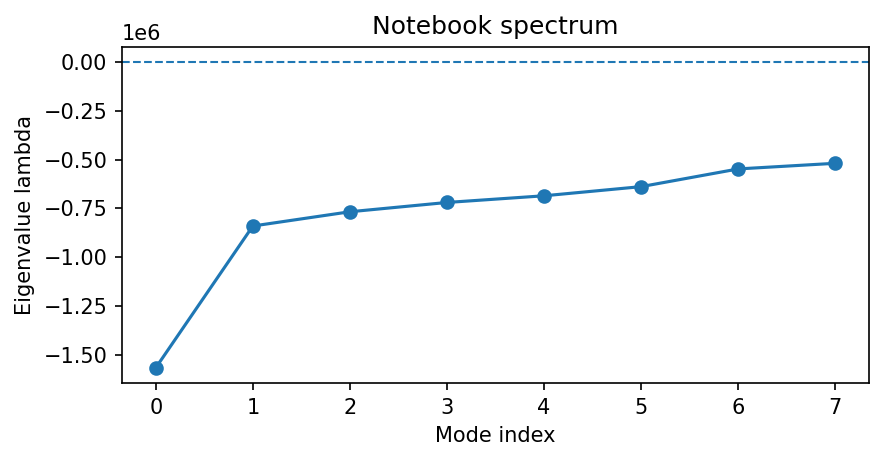 Notebook spectrum
1e6
0.00
−0.25
−0.50
−0.75
−1.00
−1.25
−1.50
Eigenvalue lambda
0 1 2 3 4 5 6 7
Mode index